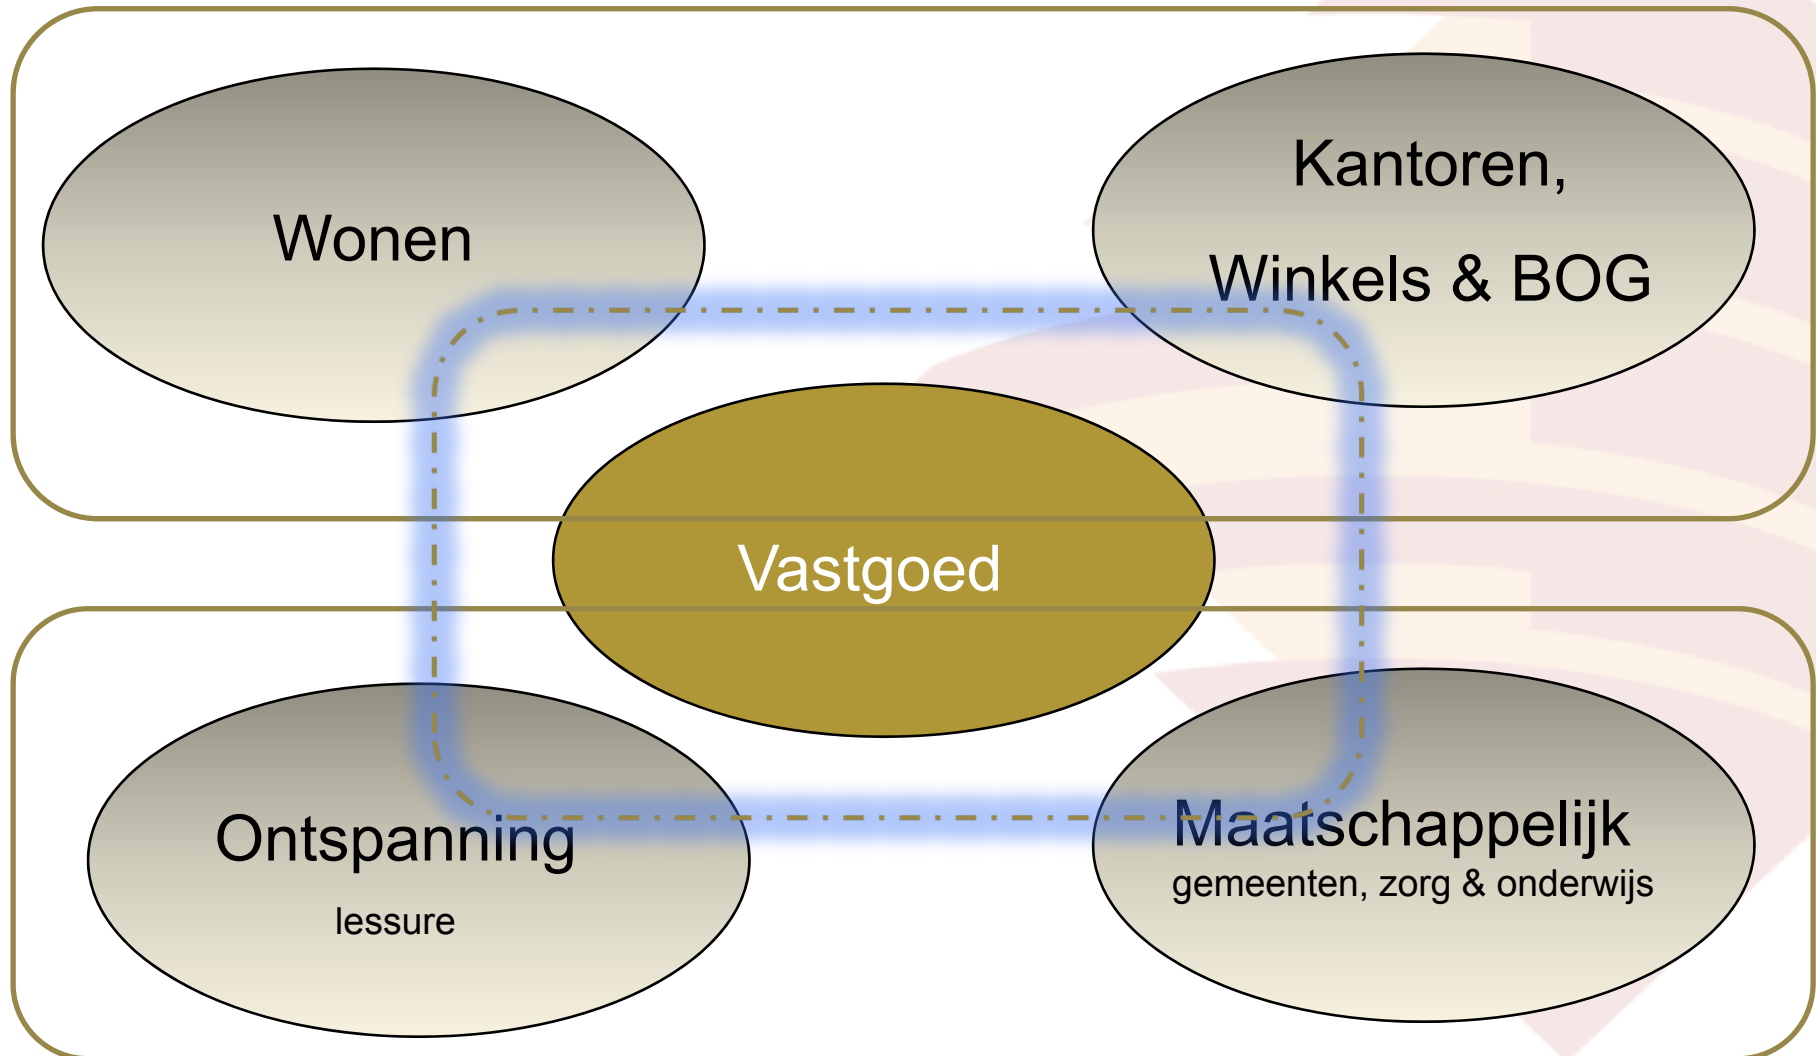 Wonen
Kantoren,
Winkels & BOG
Vastgoed
Ontspanning
lessure
Maatschappelijk
gemeenten, zorg & onderwijs